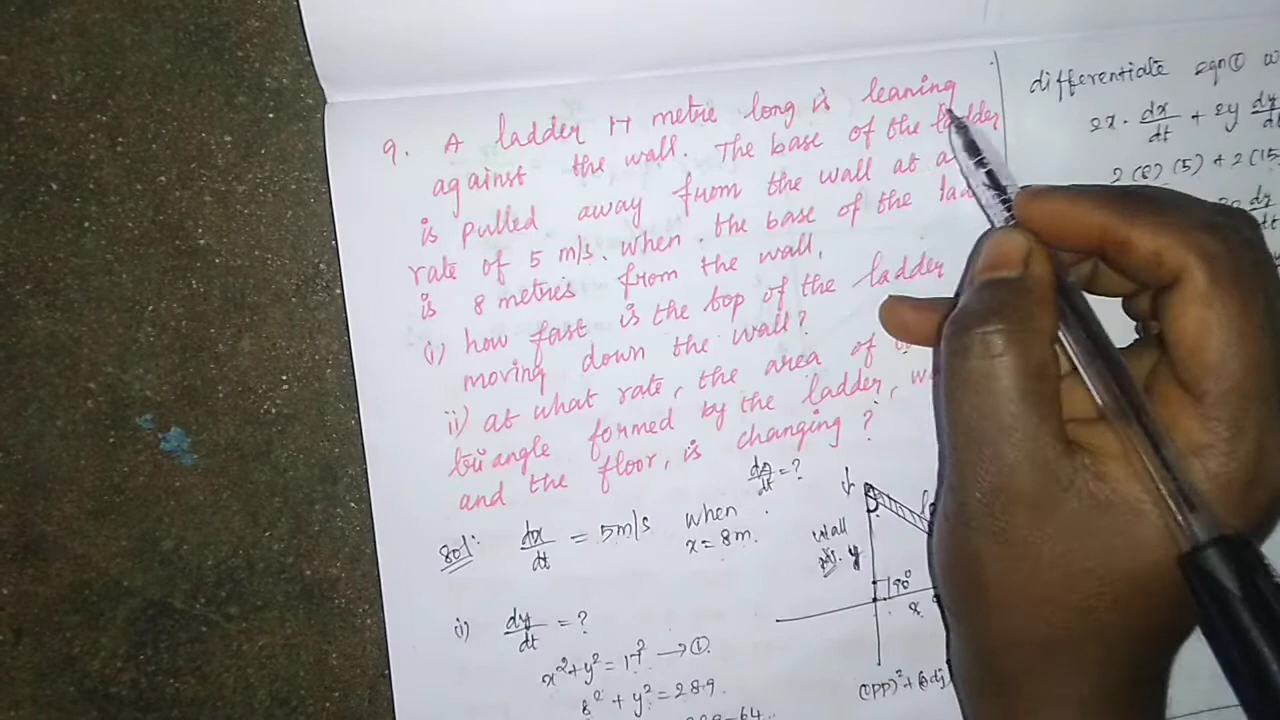 9. A ladder 17 metre long is leaning
against the wall. The base of the ladder
is pulled away from the wall at a
rate of 5 m/s. when the base of the
is 8 metres from the wall,
(i) how fast is the top of the ladder
moving down the wall?
ii) at what rate, the area of
triangle formed by the ladder,
and the floor, is changing?
dA/dt = ?
Sol: dx/dt = 5m/s when
x = 8m.
wall
y
90°
x
i) dy/dt = ?
x² + y² = 17² → ①.
8² + y² = 289.
(opp)² + (adj)
differentiate eqn ①
2x. dx/dt + 2y dy/dt
2(8)(5) + 2(15
dy/dt